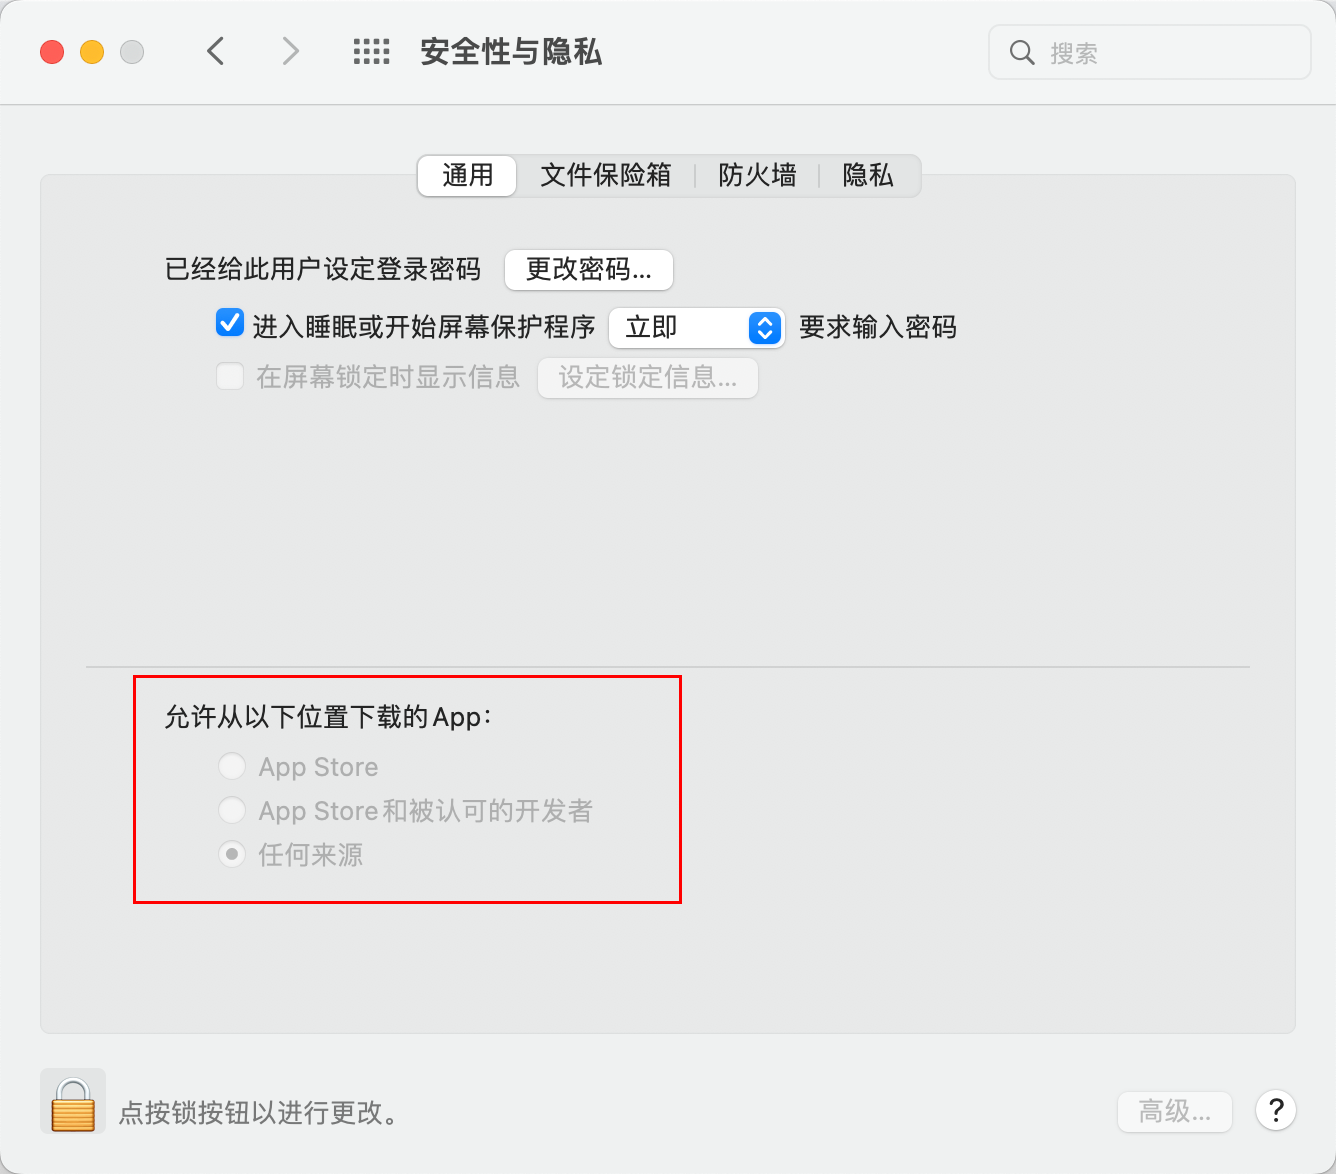 安全性与隐私
搜索
通用 文件保险箱 防火墙 隐私
已经给此用户设定登录密码 更改密码...
进入睡眠或开始屏幕保护程序 立即 要求输入密码
在屏幕锁定时显示信息 设定锁定信息...
允许从以下位置下载的App：
App Store
App Store和被认可的开发者
任何来源
点按锁按钮以进行更改。
高级... ?